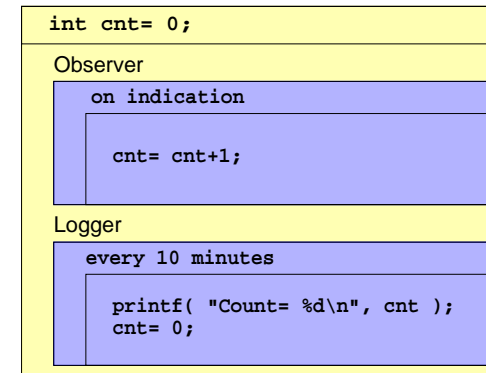 int cnt= 0;
Observer
on indication
cnt= cnt+1;
Logger
every 10 minutes
printf( "Count= %d\n", cnt );
cnt= 0;